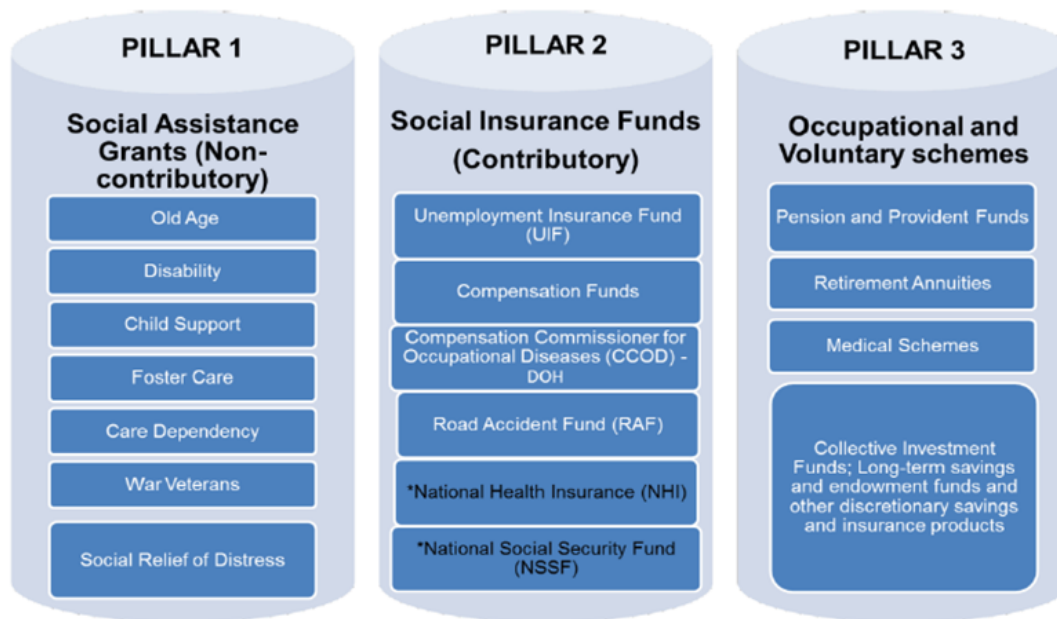 PILLAR 1
Social Assistance
Grants (Non-
contributory)
Old Age
Disability
Child Support
Foster Care
Care Dependency
War Veterans
Social Relief of Distress
PILLAR 2
Social Insurance Funds
(Contributory)
Unemployment Insurance Fund
(UIF)
Compensation Funds
Compensation Commissioner for
Occupational Diseases (CCOD) -
DOH
Road Accident Fund (RAF)
*National Health Insurance (NHI)
*National Social Security Fund
(NSSF)
PILLAR 3
Occupational and
Voluntary schemes
Pension and Provident Funds
Retirement Annuities
Medical Schemes
Collective Investment
Funds; Long-term savings
and endowment funds and
other discretionary savings
and insurance products